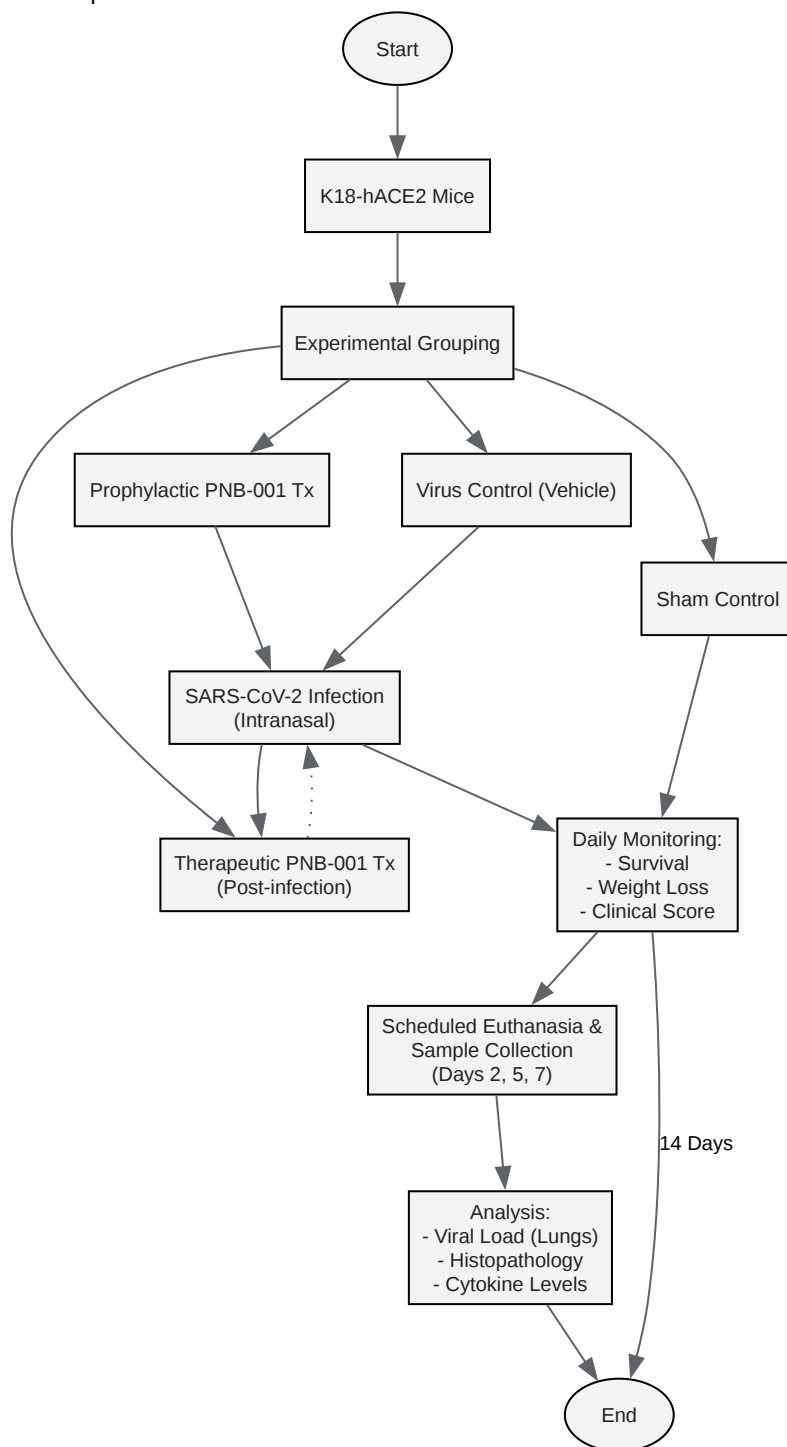 Start
K18-hACE2 Mice
Experimental Grouping
Prophylactic PNB-001 Tx
Virus Control (Vehicle)
Sham Control
SARS-CoV-2 Infection
(Intranasal)
Therapeutic PNB-001 Tx
(Post-infection)
Daily Monitoring:
- Survival
- Weight Loss
- Clinical Score
Scheduled Euthanasia &
Sample Collection
(Days 2, 5, 7)
14 Days
Analysis:
- Viral Load (Lungs)
- Histopathology
- Cytokine Levels
End